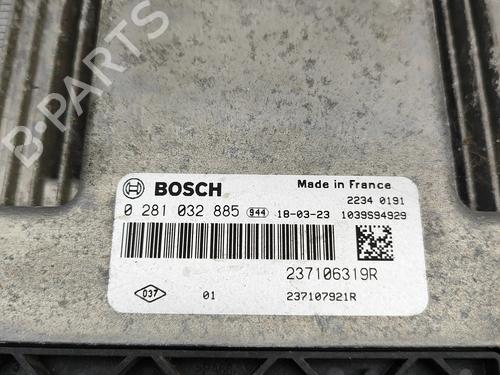 B-PARTS
BOSCH
Made in France
2234 0191
0 281 032 885 944 18-03-23 1039S94929
237106319R
037 01 237107921R